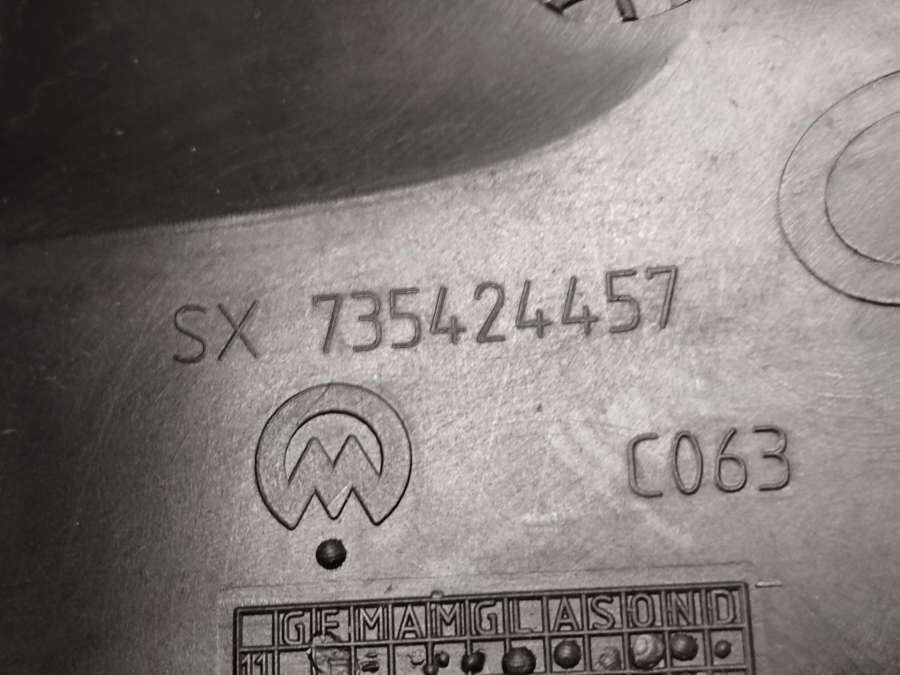 SX 735424457
C063
GFMAMGLASOND
11